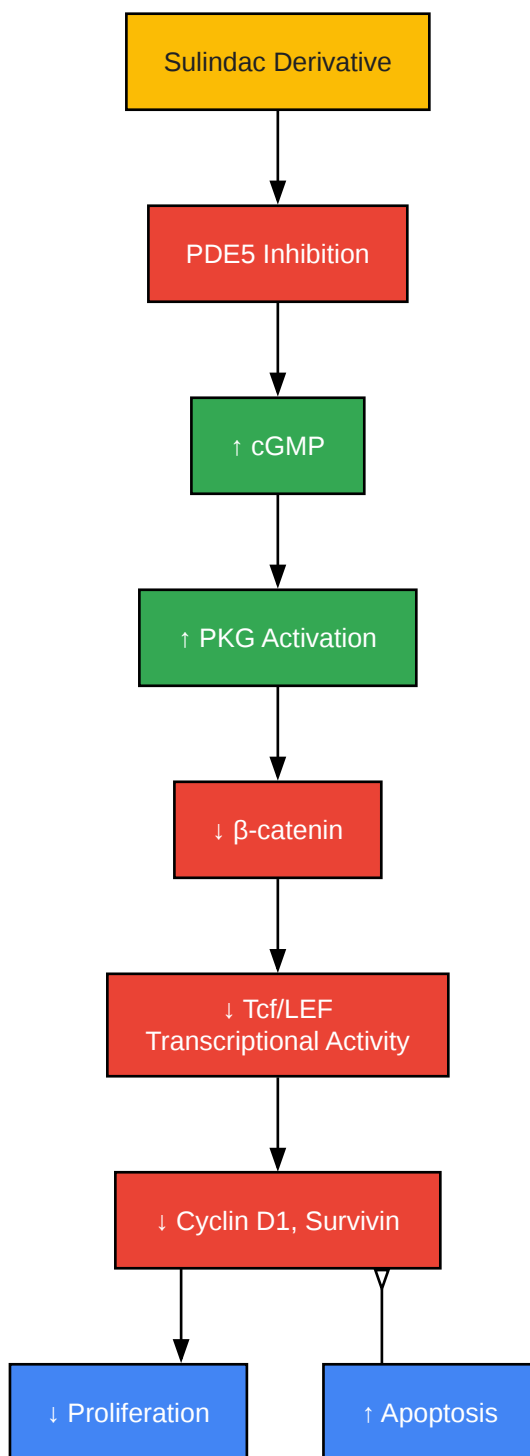 Sulindac Derivative
PDE5 Inhibition
↑ cGMP
↑ PKG Activation
↓ β-catenin
↓ Tcf/LEF
Transcriptional Activity
↓ Cyclin D1, Survivin
↓ Proliferation
↑ Apoptosis